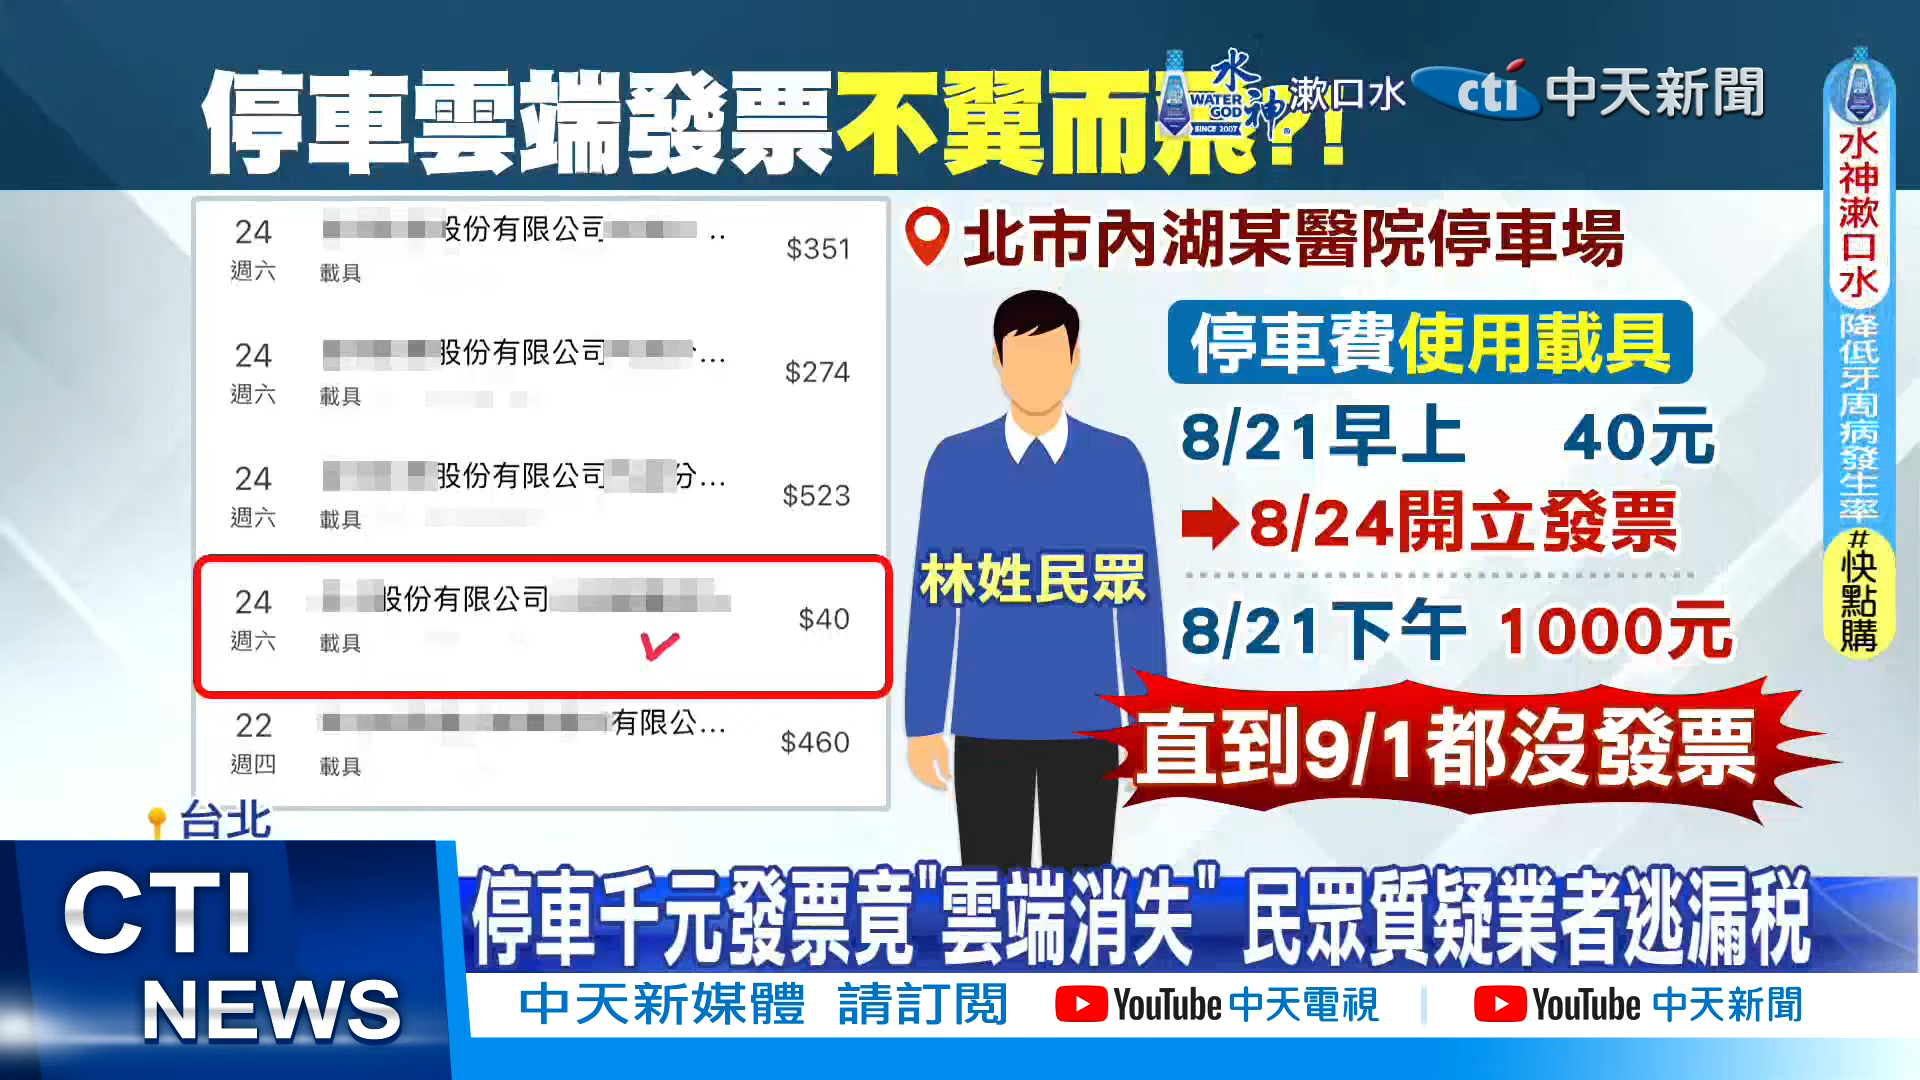 停車雲端發票不翼而飛?!
水神
WATER GOD
SINCE 2007
漱口水
cti 中天新聞
24
週六
股份有限公司 ..
載具
$351
24
週六
股份有限公司 ...
載具
$274
24
週六
股份有限公司 分...
載具
$523
24
週六
股份有限公司
載具
$40
22
週四
有限公...
載具
$460
北市內湖某醫院停車場
停車費使用載具
8/21早上 40元
8/24開立發票
8/21下午 1000元
直到9/1都沒發票
林姓民眾
水神漱口水
降低牙周病發生率
#快點購
台北
CTI
NEWS
停車千元發票竟"雲端消失" 民眾質疑業者逃漏稅
中天新媒體 請訂閱 YouTube 中天電視 | YouTube 中天新聞